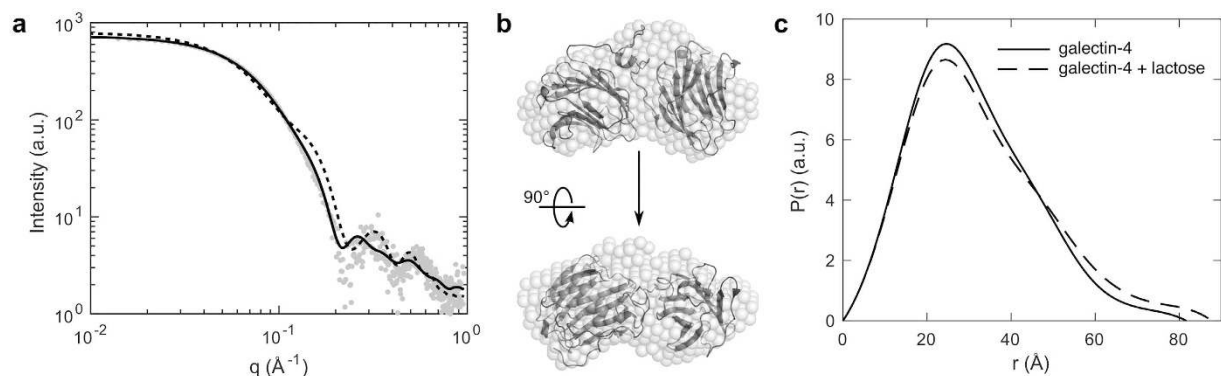 a
Intensity (a.u.)
10³
10²
10¹
10⁰
10⁻²
10⁻¹
10⁰
q (Å⁻¹)
b
90°
c
P(r) (a.u.)
10
8
6
4
2
0
galectin-4
galectin-4 + lactose
0
20
40
60
80
r (Å)